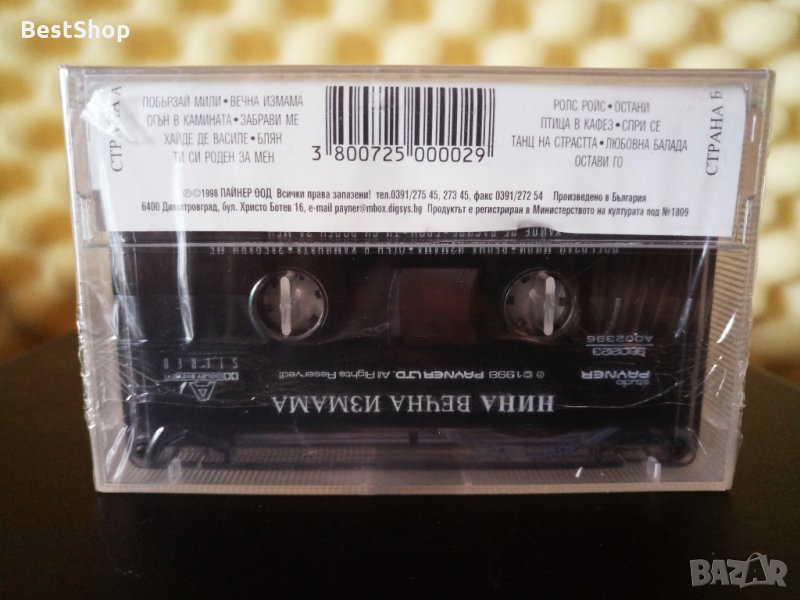 BestShop
СТРАНА А
ПОБЪРЗАЙ МИЛИ • ВЕЧНА ИЗМАМА
ОГЪН В КАМИНАТА • ЗАБРАВИ МЕ
ХАЙДЕ ДЕ ВАСИЛЕ • БЛЯН
ТИ СИ РОДЕН ЗА МЕН
3 800725 000029
РОЛС РОЙС • ОСТАНИ
ПТИЦА В КАФЕЗ • СПРИ СЕ
ТАНЦ НА СТРАСТТА • ЛЮБОВНА БАЛАДА
ОСТАВИ ГО
СТРАНА Б
℗©1998 ПАЙНЕР ООД Всички права запазени! тел.0391/275 45, 273 45, факс 0391/272 54 Произведено в България
6400 Димитровград, бул. Христо Ботев 16, e-mail payner@mbox.digsys.bg Продуктът е регистриран в Министерството на културата под №1809
НИНА ВЕЧНА ИЗМАМА
℗©1998 PAYNER LTD. All Rights Reserved!
studio
PAYNER
STEREO
BAZAR